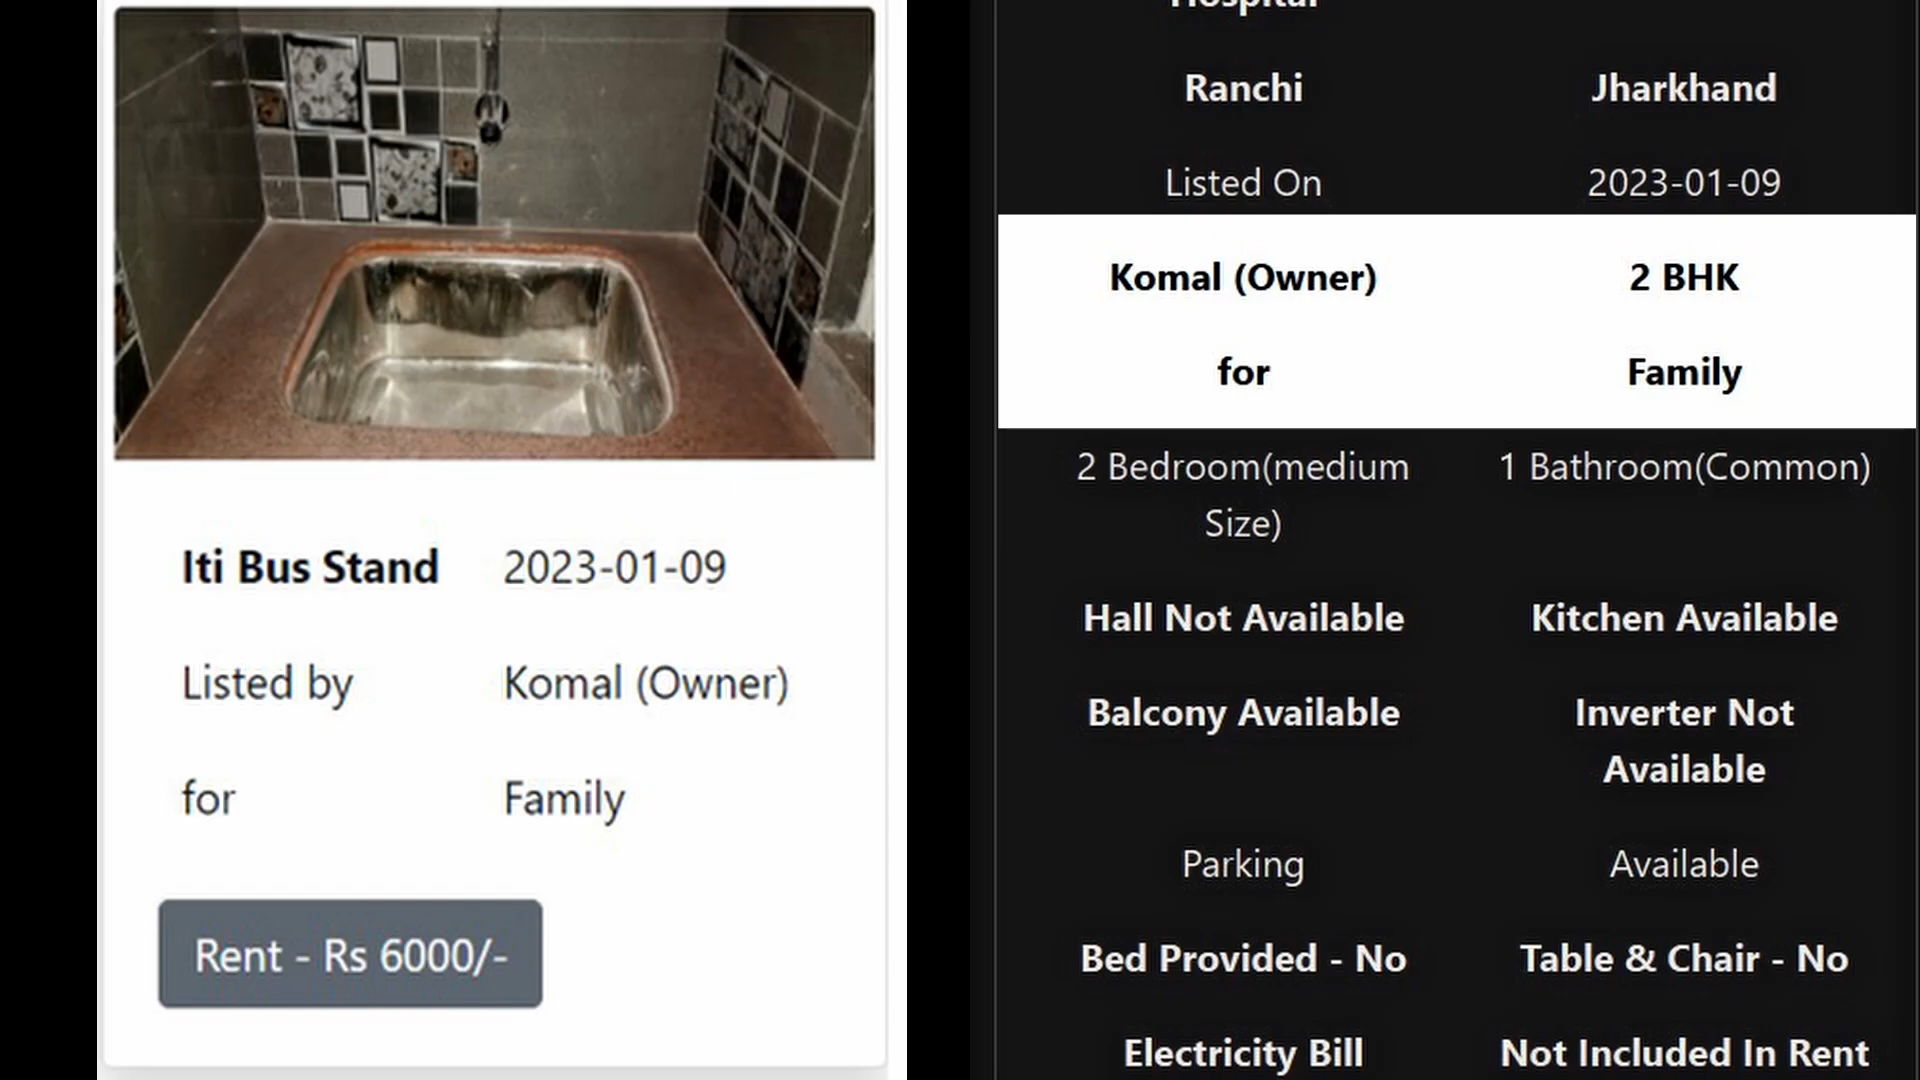 Iti Bus Stand 2023-01-09
Listed by Komal (Owner)
for Family
Rent - Rs 6000/-
Hospital
Ranchi Jharkhand
Listed On 2023-01-09
Komal (Owner) 2 BHK
for Family
2 Bedroom(medium 1 Bathroom(Common)
Size)
Hall Not Available Kitchen Available
Balcony Available Inverter Not
Available
Parking Available
Bed Provided - No Table & Chair - No
Electricity Bill Not Included In Rent